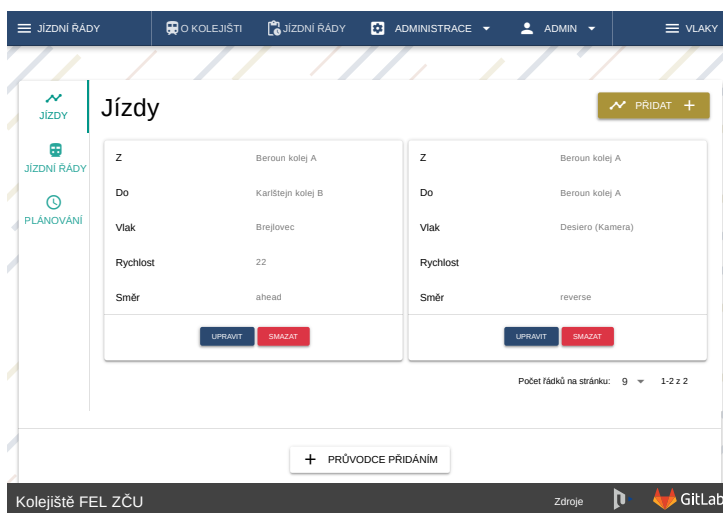 JÍZDNÍ ŘÁDY O KOLEJIŠTI JÍZDNÍ ŘÁDY ADMINISTRACE ADMIN VLAKY
JÍZDY
JÍZDNÍ ŘÁDY
PLÁNOVÁNÍ
Jízdy
PŘIDAT
Z Beroun kolej A
Do Karlštejn kolej B
Vlak Brejlovec
Rychlost 22
Směr ahead
UPRAVIT SMAZAT
Z Beroun kolej A
Do Beroun kolej A
Vlak Desiero (Kamera)
Rychlost
Směr reverse
UPRAVIT SMAZAT
Počet řádků na stránku: 9 1-2 z 2
PRŮVODCE PŘIDÁNÍM
Kolejiště FEL ZČU Zdroje GitLab